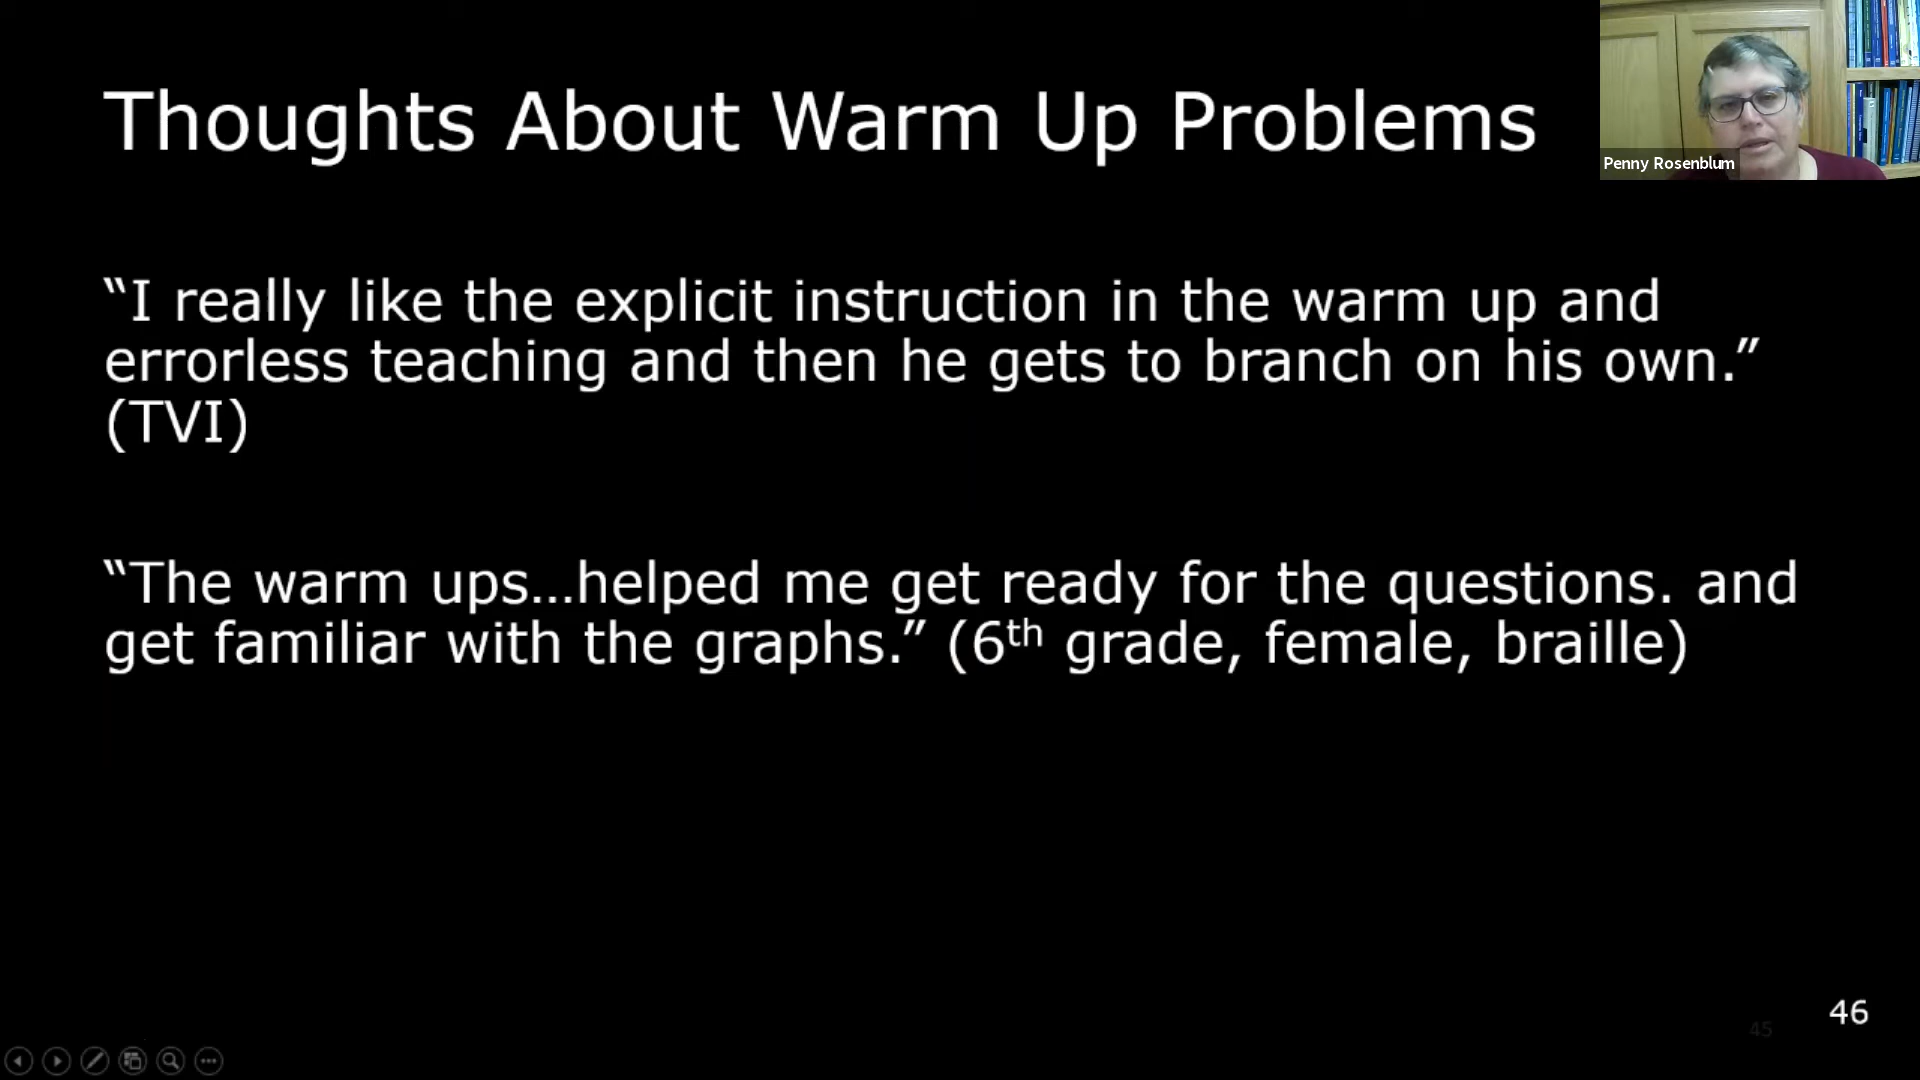 Thoughts About Warm Up Problems
Penny Rosenblum
“I really like the explicit instruction in the warm up and
errorless teaching and then he gets to branch on his own.”
(TVI)
“The warm ups…helped me get ready for the questions. and
get familiar with the graphs.” (6th grade, female, braille)
46
45